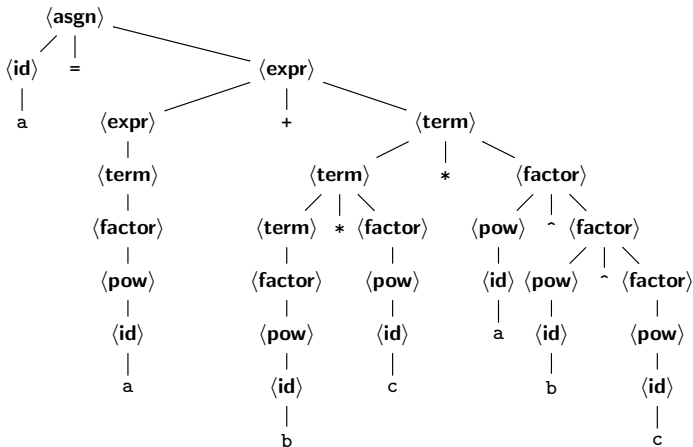 ⟨asgn⟩
⟨id⟩ = ⟨expr⟩
a ⟨expr⟩ + ⟨term⟩
⟨term⟩ ⟨term⟩ * ⟨factor⟩
⟨factor⟩ ⟨term⟩ * ⟨factor⟩ ⟨pow⟩ ^ ⟨factor⟩
⟨pow⟩ ⟨factor⟩ ⟨pow⟩ ⟨id⟩ ⟨pow⟩ ^ ⟨factor⟩
⟨id⟩ ⟨pow⟩ ⟨id⟩ a ⟨id⟩ ⟨pow⟩
a ⟨id⟩ c b ⟨id⟩
b c